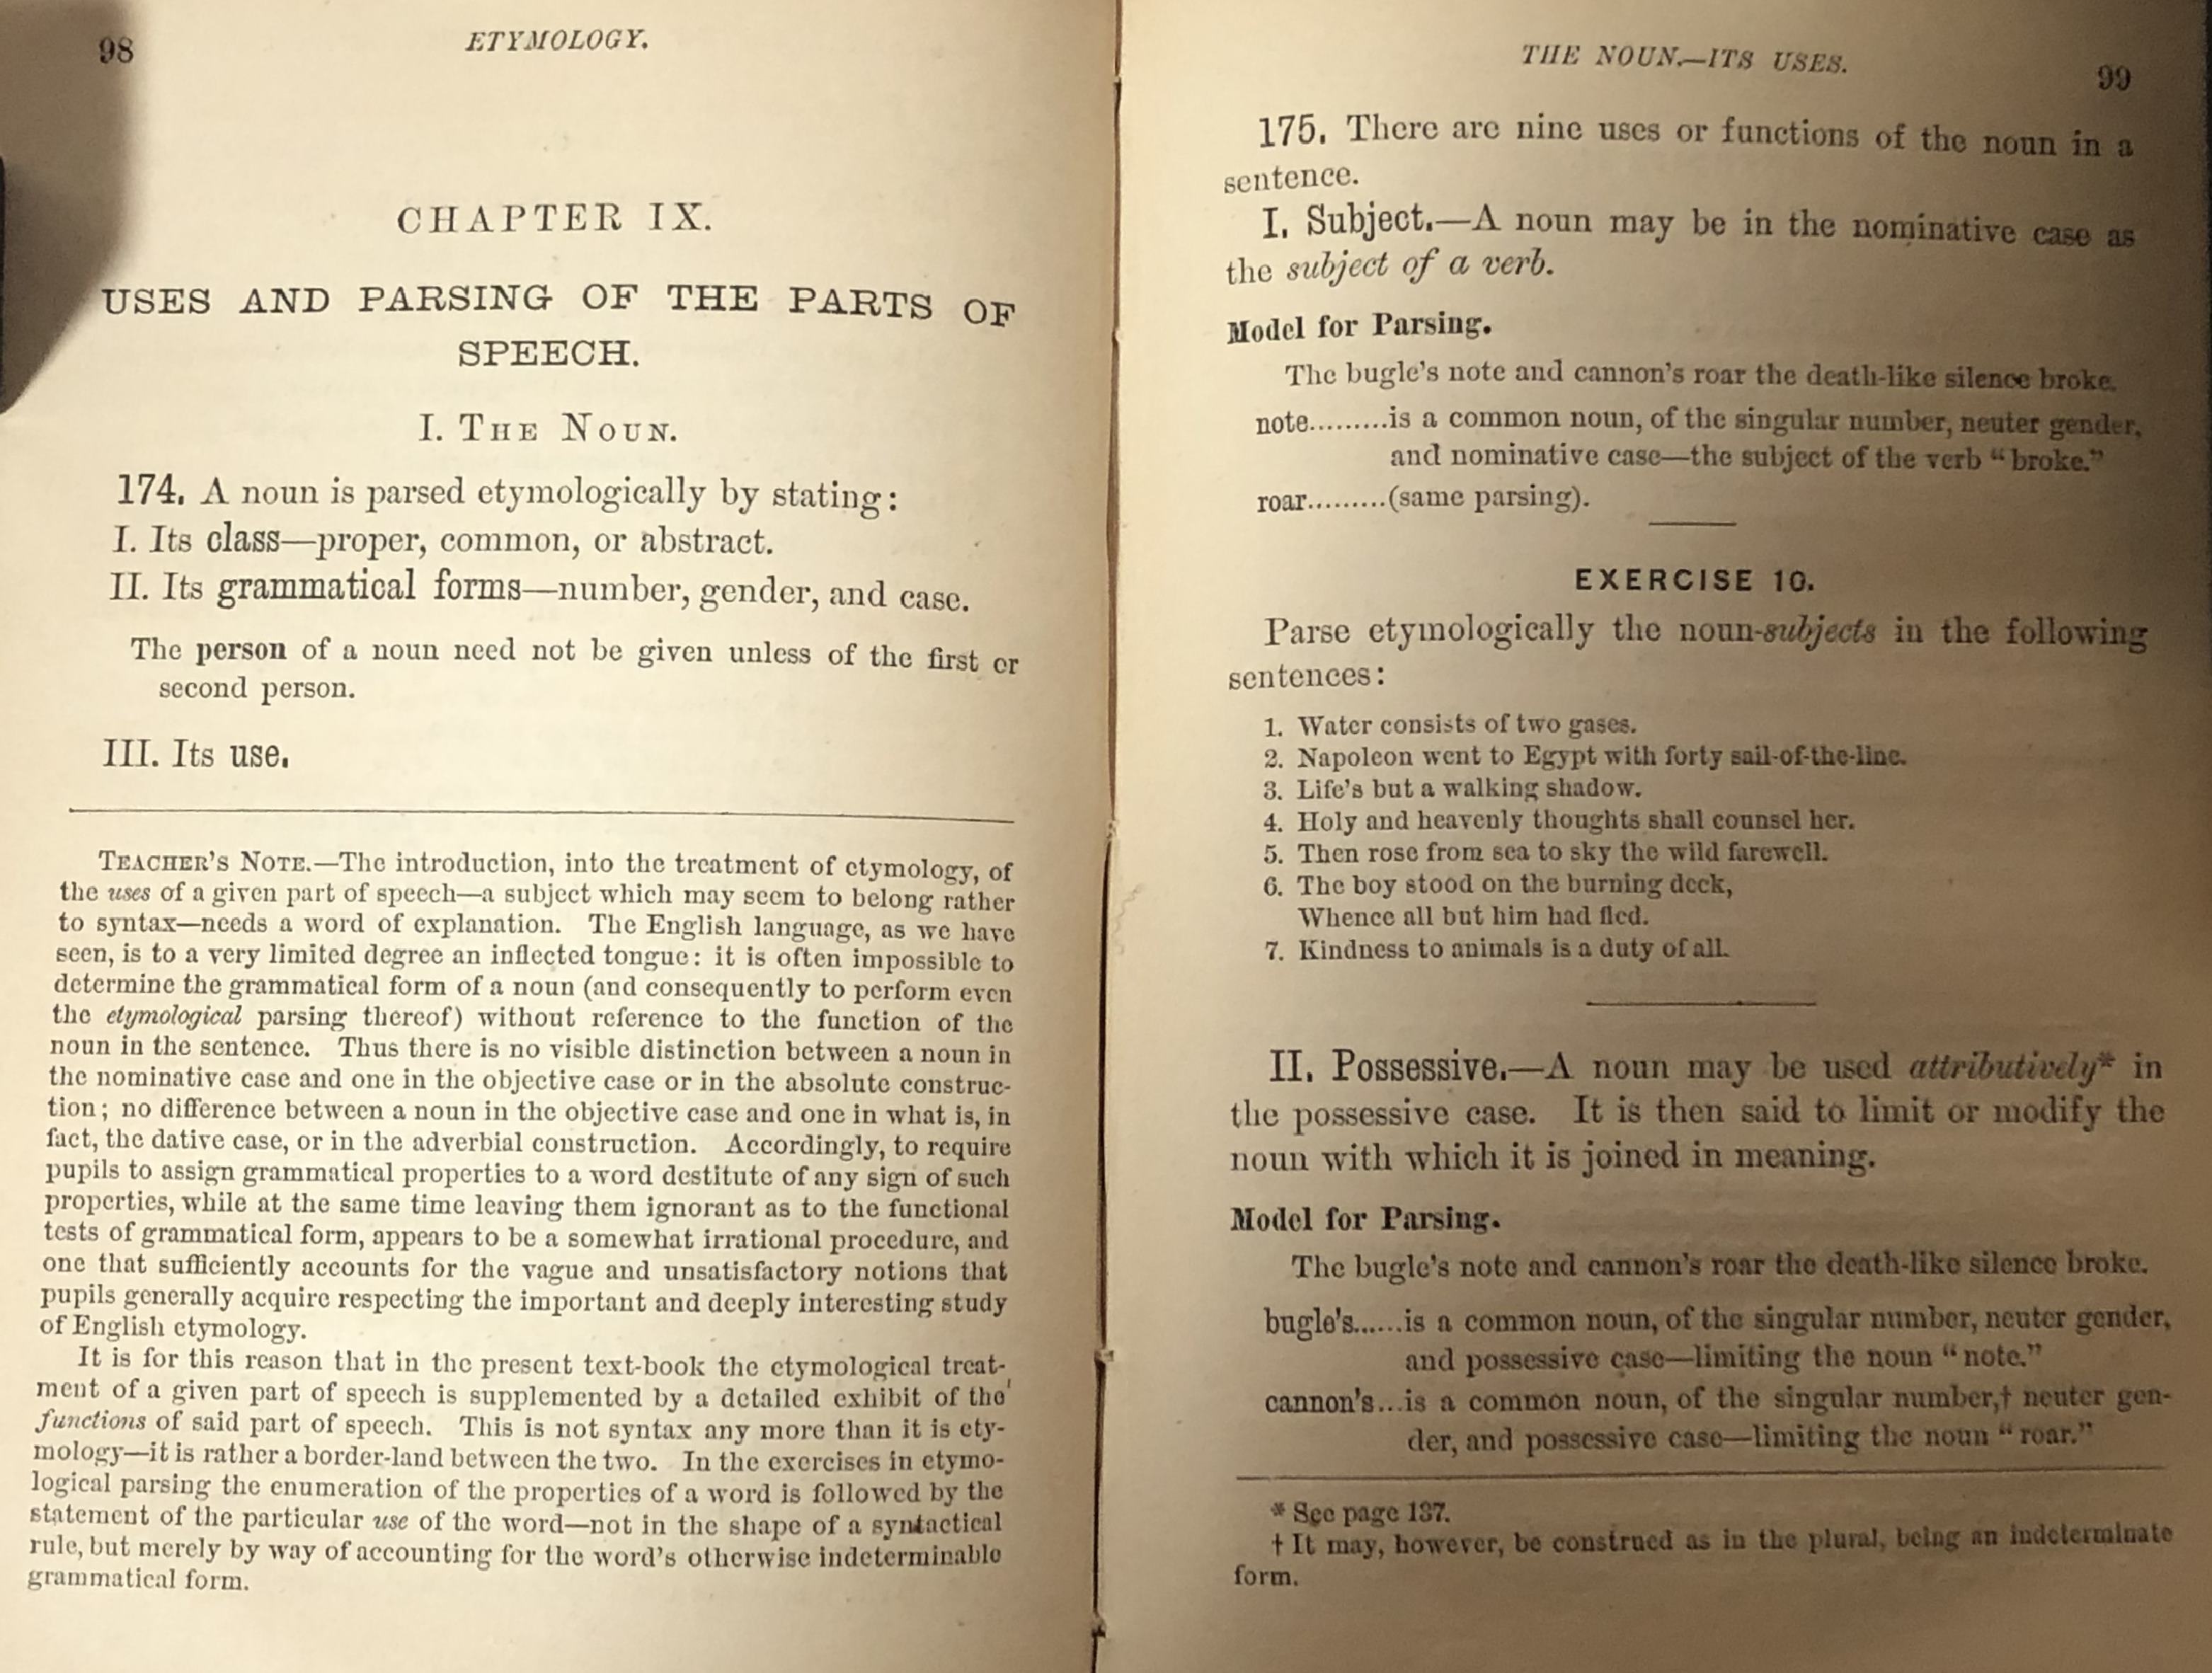 98
ETYMOLOGY.
CHAPTER IX.
USES AND PARSING OF THE PARTS OF
SPEECH.
I. THE NOUN.
174. A noun is parsed etymologically by stating:
I. Its class—proper, common, or abstract.
II. Its grammatical forms—number, gender, and case.
The person of a noun need not be given unless of the first or
second person.
III. Its use.
TEACHER'S NOTE.—The introduction, into the treatment of etymology, of
the uses of a given part of speech—a subject which may seem to belong rather
to syntax—needs a word of explanation. The English language, as we have
seen, is to a very limited degree an inflected tongue: it is often impossible to
determine the grammatical form of a noun (and consequently to perform even
the etymological parsing thereof) without reference to the function of the
noun in the sentence. Thus there is no visible distinction between a noun in
the nominative case and one in the objective case or in the absolute construc-
tion; no difference between a noun in the objective case and one in what is, in
fact, the dative case, or in the adverbial construction. Accordingly, to require
pupils to assign grammatical properties to a word destitute of any sign of such
properties, while at the same time leaving them ignorant as to the functional
tests of grammatical form, appears to be a somewhat irrational procedure, and
one that sufficiently accounts for the vague and unsatisfactory notions that
pupils generally acquire respecting the important and deeply interesting study
of English etymology.
It is for this reason that in the present text-book the etymological treat-
ment of a given part of speech is supplemented by a detailed exhibit of the
functions of said part of speech. This is not syntax any more than it is ety-
mology—it is rather a border-land between the two. In the exercises in etymo-
logical parsing the enumeration of the properties of a word is followed by the
statement of the particular use of the word—not in the shape of a syntactical
rule, but merely by way of accounting for the word's otherwise indeterminable
grammatical form.
THE NOUN.—ITS USES.
99
175. There are nine uses or functions of the noun in a
sentence.
I. Subject.—A noun may be in the nominative case as
the subject of a verb.
Model for Parsing.
The bugle's note and cannon's roar the death-like silence broke.
note.........is a common noun, of the singular number, neuter gender,
and nominative case—the subject of the verb "broke."
roar.........(same parsing).
EXERCISE 10.
Parse etymologically the noun-subjects in the following
sentences:
1. Water consists of two gases.
2. Napoleon went to Egypt with forty sail-of-the-line.
3. Life's but a walking shadow.
4. Holy and heavenly thoughts shall counsel her.
5. Then rose from sea to sky the wild farewell.
6. The boy stood on the burning deck,
Whence all but him had fled.
7. Kindness to animals is a duty of all.
II. Possessive.—A noun may be used attributively* in
the possessive case. It is then said to limit or modify the
noun with which it is joined in meaning.
Model for Parsing.
The bugle's note and cannon's roar the death-like silence broke.
bugle's......is a common noun, of the singular number, neuter gender,
and possessive case—limiting the noun "note."
cannon's...is a common noun, of the singular number,† neuter gen-
der, and possessive case—limiting the noun "roar."
* See page 137.
† It may, however, be construed as in the plural, being an indeterminate
form.